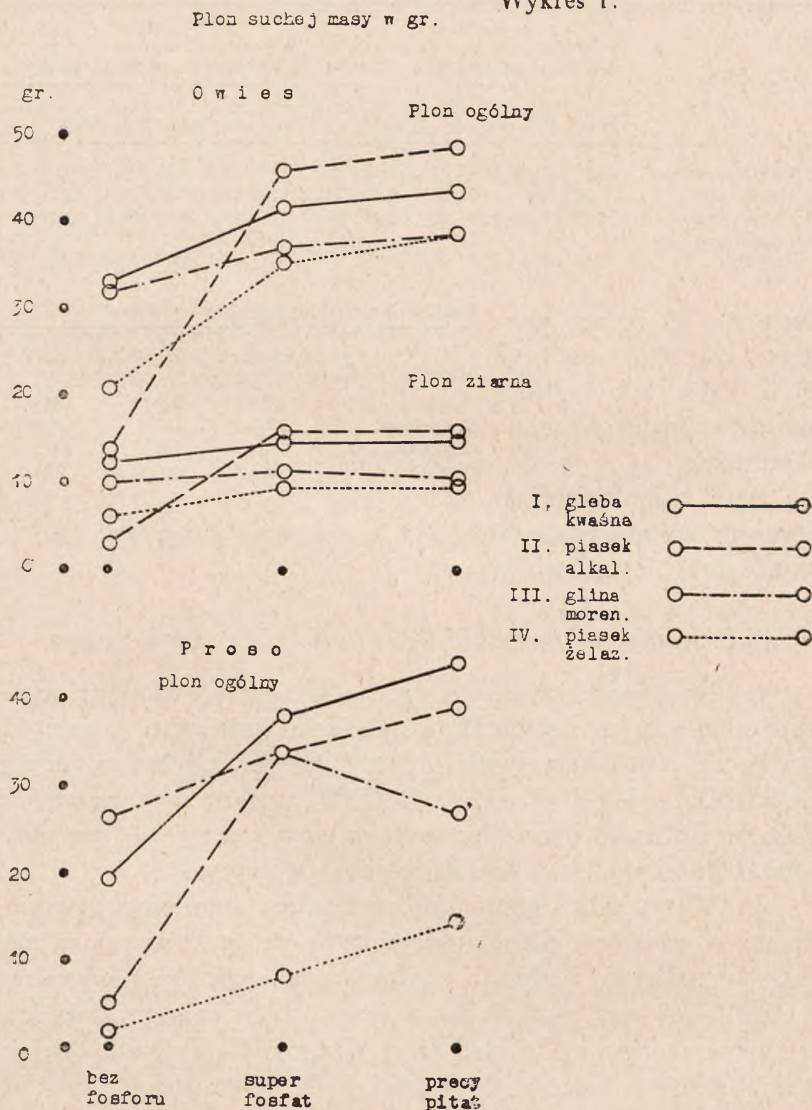 Wykres 1.
Plon suchej masy w gr.
gr.
Owies
Plon ogólny
50
40
30
20
Plon ziarna
10
0
I, gleba
kwaśna
II. piasek
alkal.
III. glina
moren.
IV. piasek
żelaz.
Proso
plon ogólny
40
30
20
10
0
bez
fosforu
super
fosfat
precy
pitat